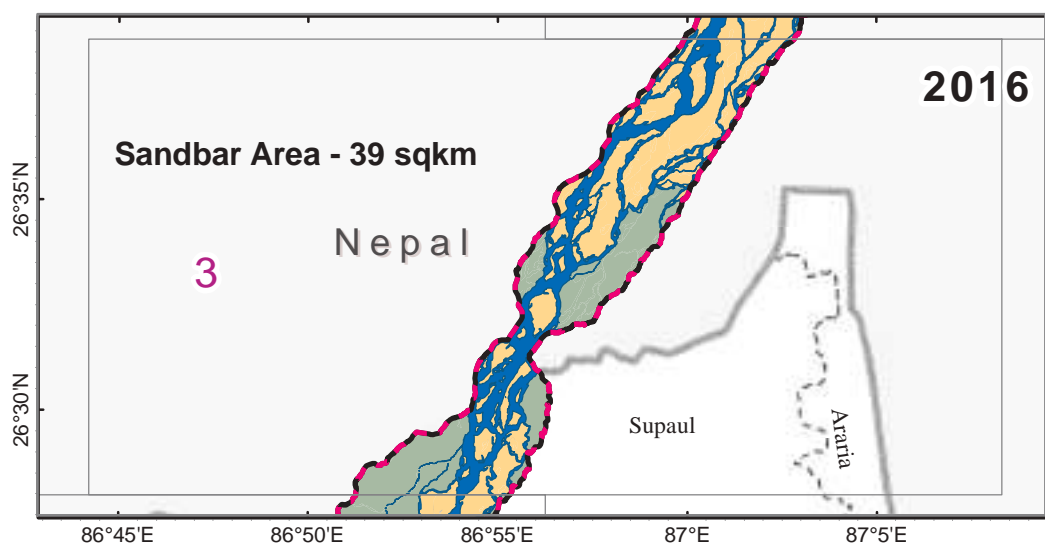 2016
Sandbar Area - 39 sqkm
Nepal
3
26°35'N
26°30'N
Supaul
Araria
86°45'E
86°50'E
86°55'E
87°E
87°5'E